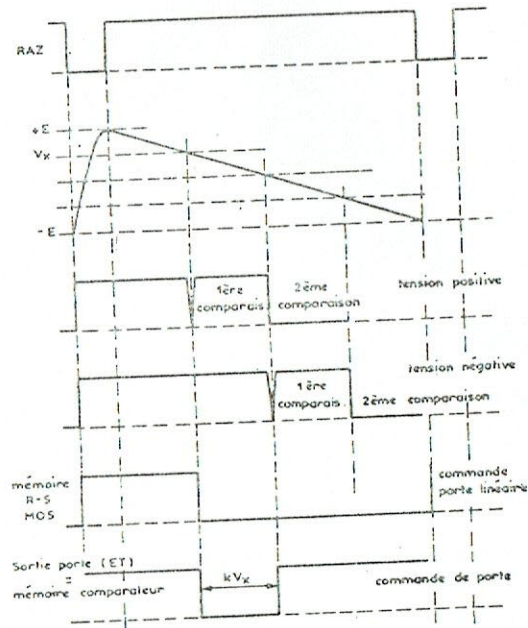 RAZ
+E
Vx
-E
1ère comparais.
2ème comparaison
tension positive
tension négative
1ère comparais.
2ème comparaison
mémoire
R-S
MOS
commande
porte linéaire
Sortie porte (ET)
mémoire comparateur
kVx
commande de porte